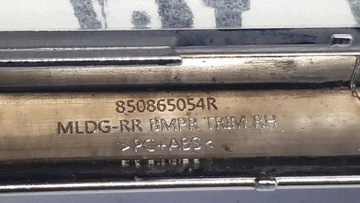 850865054R
MLDG-RR BMPR TRIM RH
>PC+ABS<